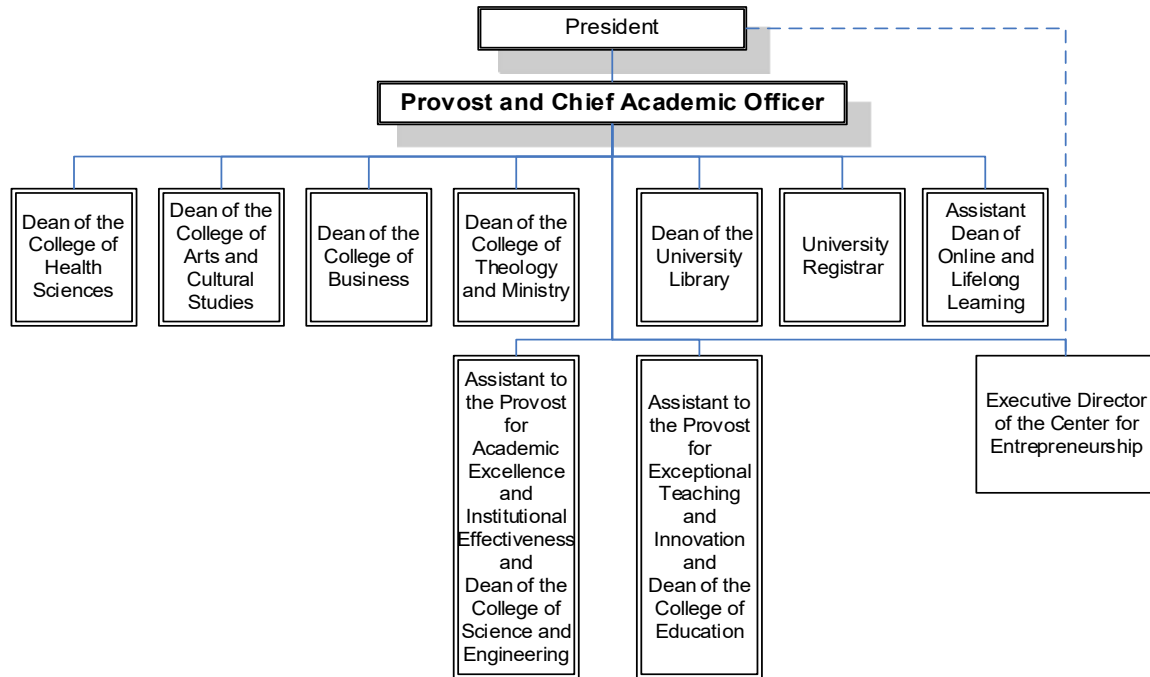 President
Provost and Chief Academic Officer
Dean of the
College of
Health
Sciences
Dean of the
College of
Arts and
Cultural
Studies
Dean of the
College of
Business
Dean of the
College of
Theology
and Ministry
Dean of the
University
Library
University
Registrar
Assistant
Dean of
Online and
Lifelong
Learning
Assistant to
the Provost
for
Academic
Excellence
and
Institutional
Effectiveness
and
Dean of the
College of
Science and
Engineering
Assistant to
the Provost
for
Exceptional
Teaching
and
Innovation
and
Dean of the
College of
Education
Executive Director
of the Center for
Entrepreneurship